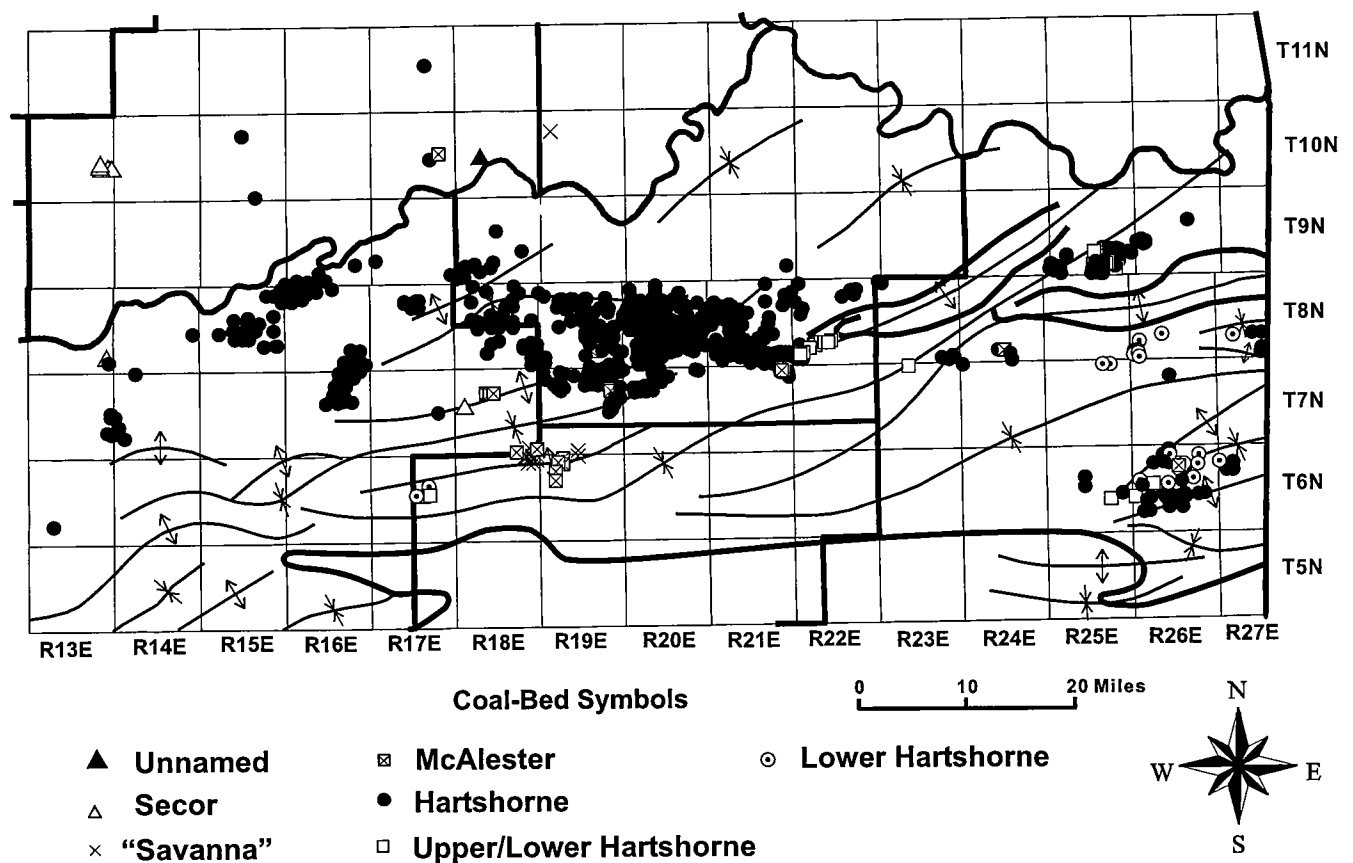 T11N
T10N
T9N
T8N
T7N
T6N
T5N
R13E R14E R15E R16E R17E R18E R19E R20E R21E R22E R23E R24E R25E R26E R27E
Coal-Bed Symbols
0 10 20 Miles
N
W E
S
Unnamed
McAlester
Lower Hartshorne
Secor
Hartshorne
"Savanna"
Upper/Lower Hartshorne